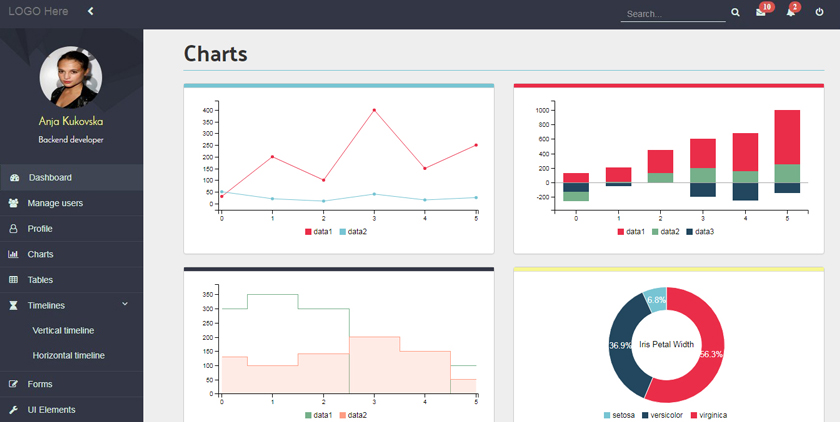 LOGO Here
Search...
10
2
Anja Kukovska
Backend developer
Dashboard
Manage users
Profile
Charts
Tables
Timelines
Vertical timeline
Horizontal timeline
Forms
UI Elements
Charts
400
350
300
250
200
150
100
50
0
0 1 2 3 4 5
data1 data2
1000
800
600
400
200
0
-200
0 1 2 3 4 5
data1 data2 data3
350
300
250
200
150
100
50
0
0 1 2 3 4 5
data1 data2
6.8%
36.9%
Iris Petal Width
56.3%
setosa versicolor virginica